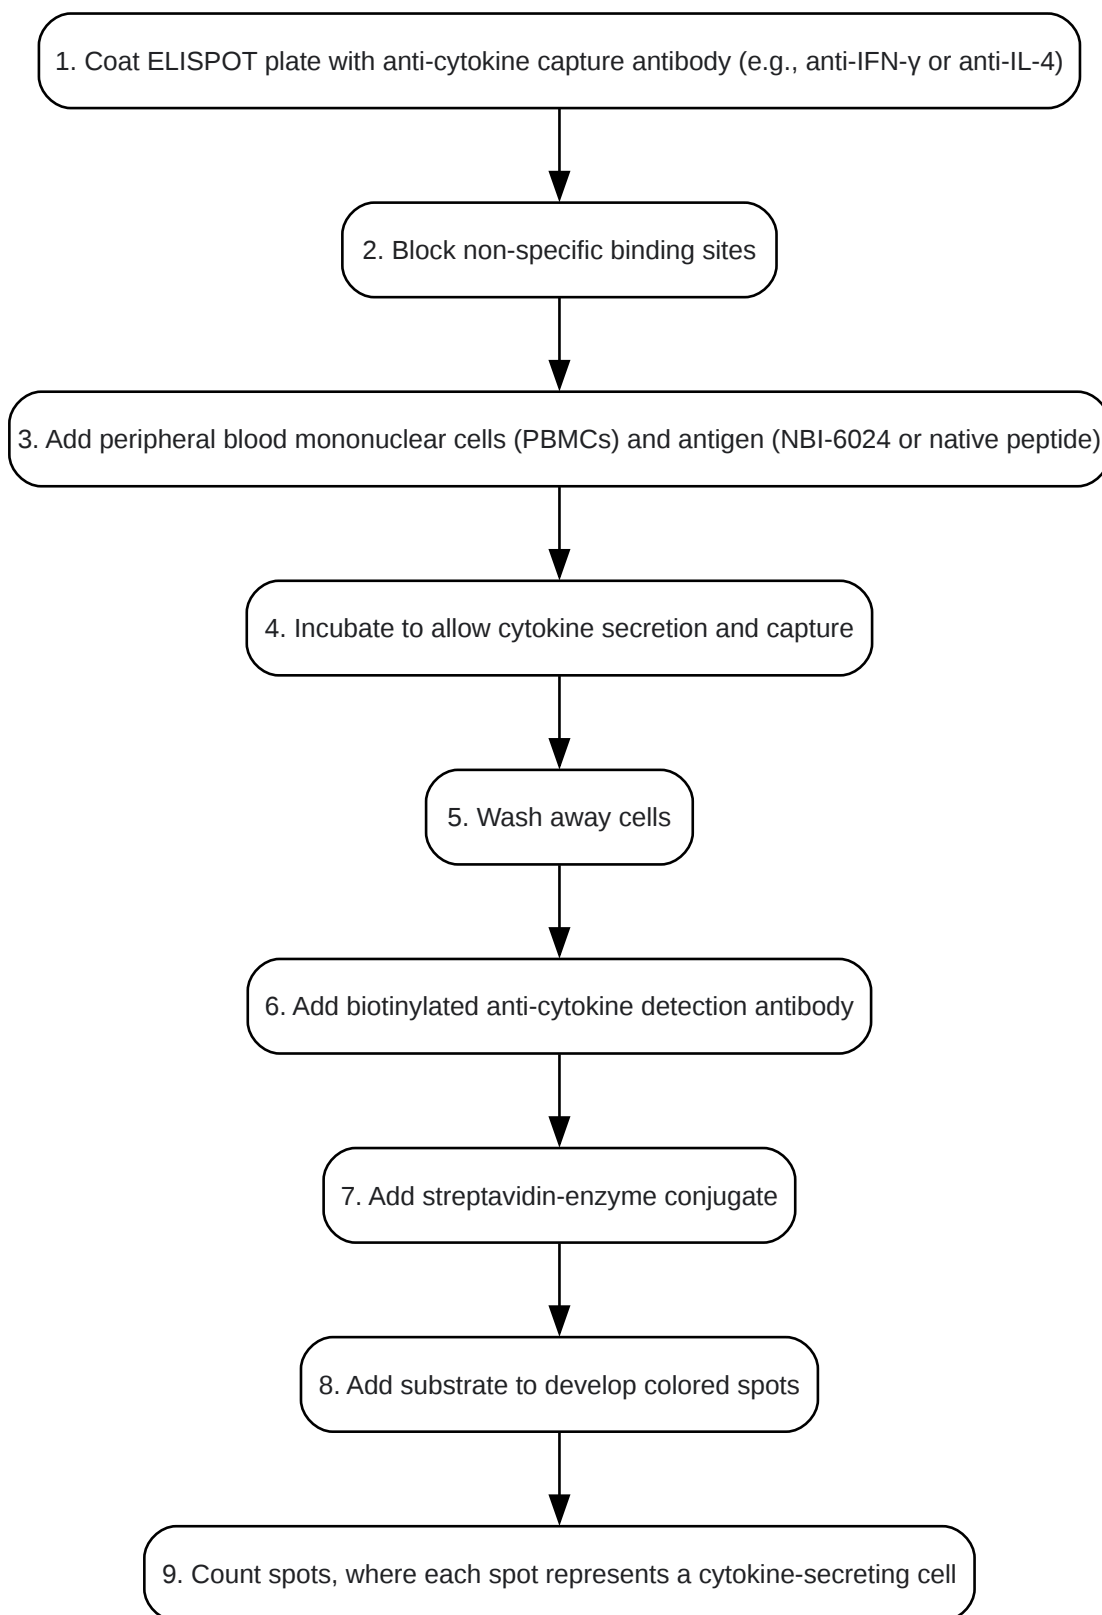 1. Coat ELISPOT plate with anti-cytokine capture antibody (e.g., anti-IFN-γ or anti-IL-4)
2. Block non-specific binding sites
3. Add peripheral blood mononuclear cells (PBMCs) and antigen (NBI-6024 or native peptide)
4. Incubate to allow cytokine secretion and capture
5. Wash away cells
6. Add biotinylated anti-cytokine detection antibody
7. Add streptavidin-enzyme conjugate
8. Add substrate to develop colored spots
9. Count spots, where each spot represents a cytokine-secreting cell